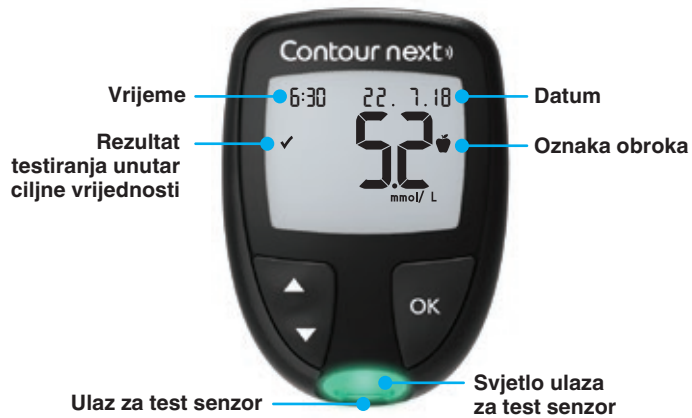 Contour next
Vrijeme
6:30
22. 7.18
Datum
Rezultat
testiranja unutar
ciljne vrijednosti
✓
5.2
mmol/ L
Oznaka obroka
OK
Ulaz za test senzor
Svjetlo ulaza
za test senzor